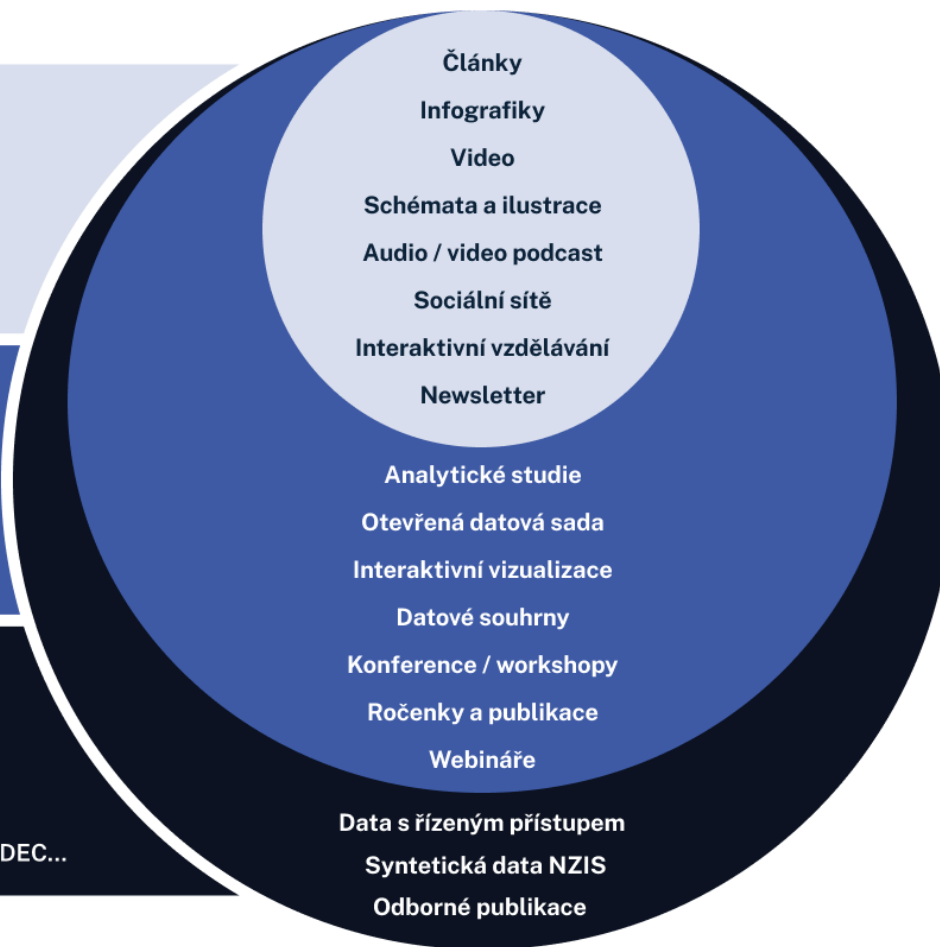 Články
Infografiky
Video
Schémata a ilustrace
Audio / video podcast
Sociální sítě
Interaktivní vzdělávání
Newsletter
Analytické studie
Otevřená datová sada
Interaktivní vizualizace
Datové souhrny
Konference / workshopy
Ročenky a publikace
Webináře
Data s řízeným přístupem
DEC...
Syntetická data NZIS
Odborné publikace